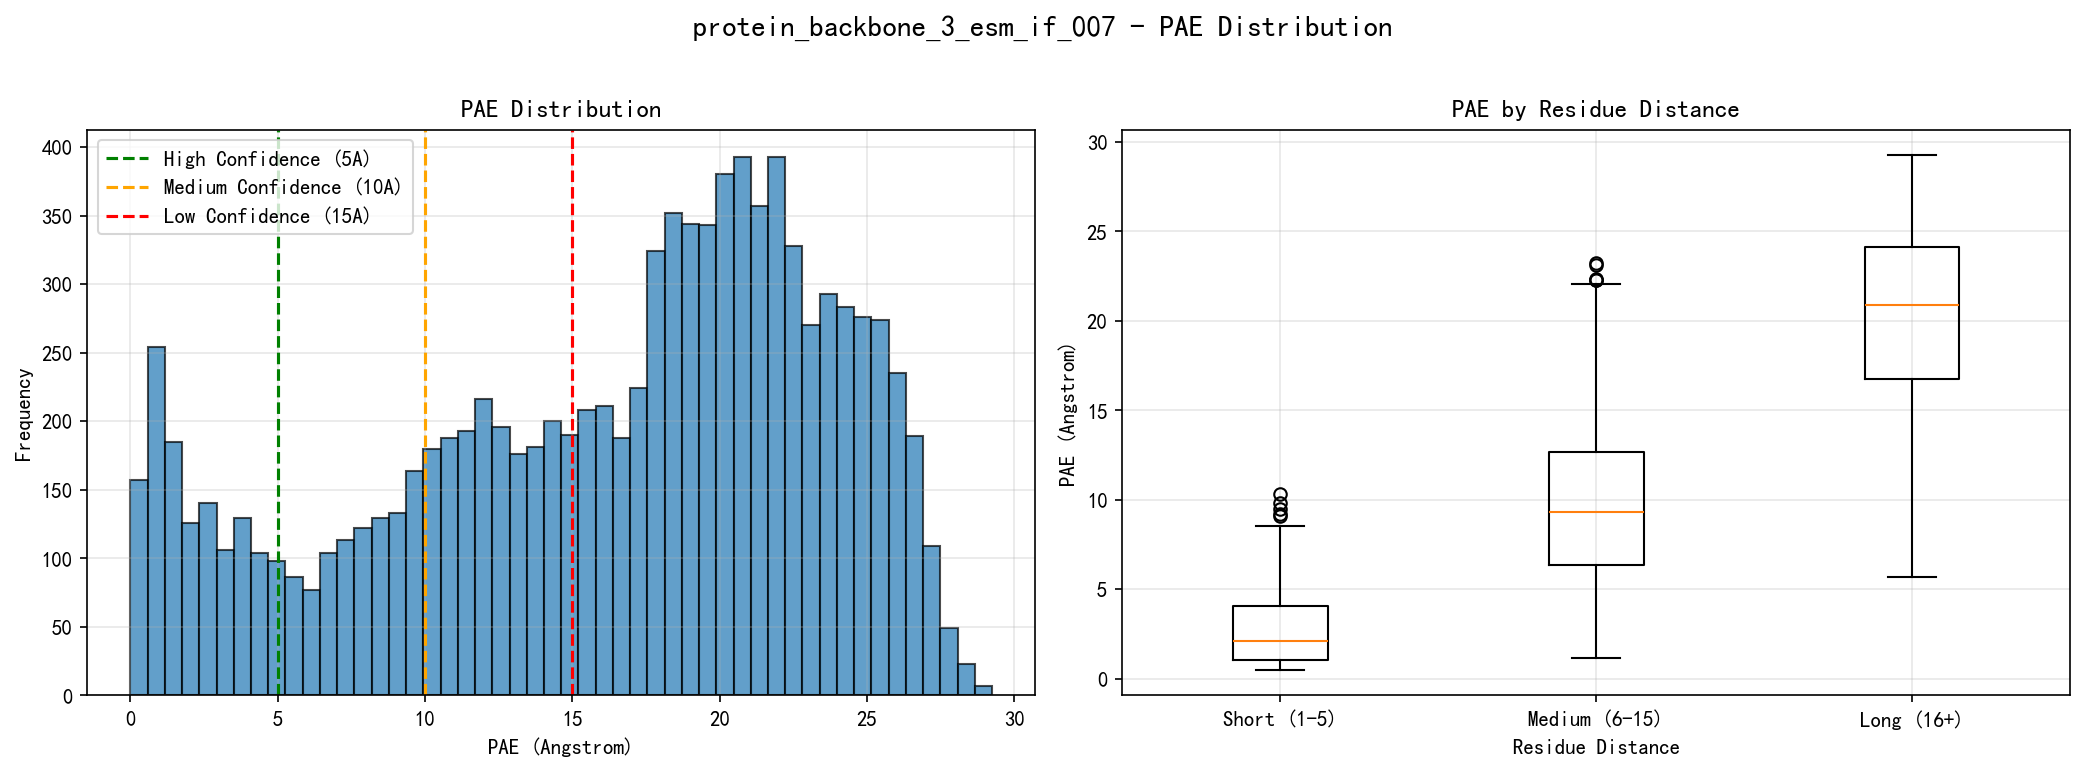 protein_backbone_3_esm_if_007 - PAE Distribution
PAE Distribution
High Confidence (5A)
Medium Confidence (10A)
Low Confidence (15A)
Frequency
400
350
300
250
200
150
100
50
0
0 5 10 15 20 25 30
PAE (Angstrom)
PAE by Residue Distance
PAE (Angstrom)
30
25
20
15
10
5
0
Short (1-5) Medium (6-15) Long (16+)
Residue Distance